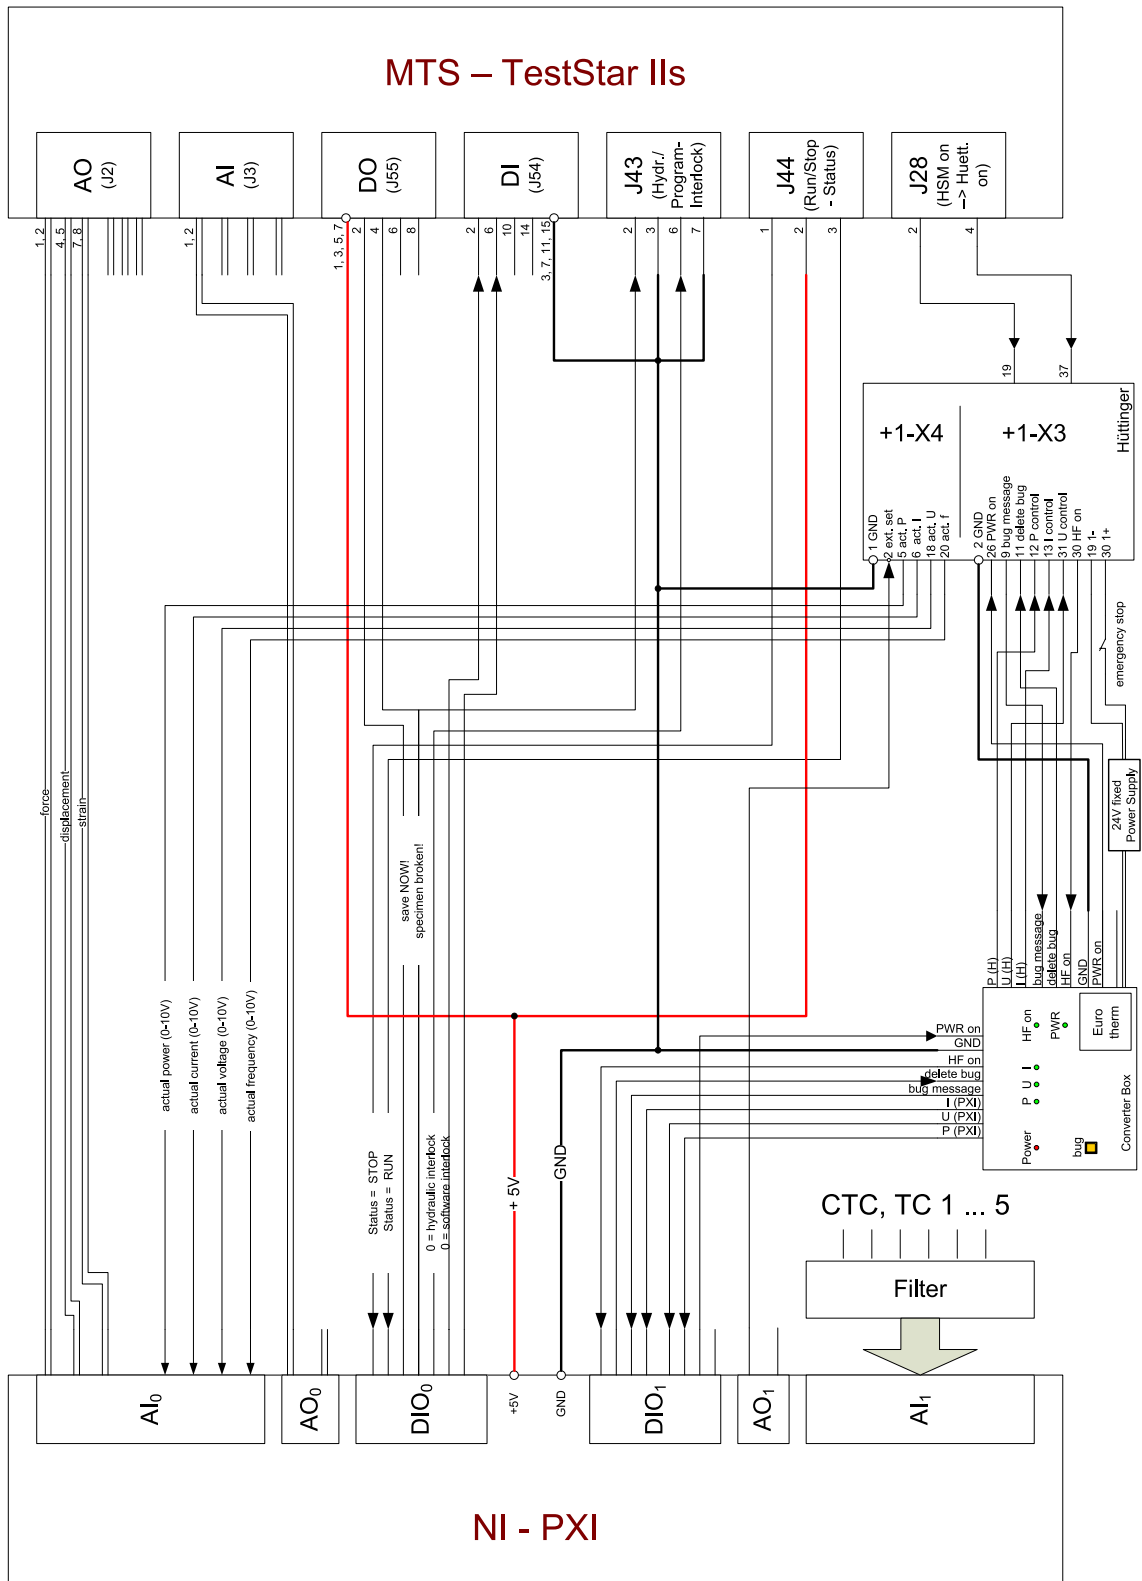 MTS – TestStar IIs
AO
(J2)
AI
(J3)
DO
(J55)
DI
(J54)
J43
(Hydr./
Program-
Interlock)
J44
(Run/Stop
- Status)
J28
(HSM on
–> Huett.
on)
1, 2
4, 5
7, 8
1, 2
1, 3, 5, 7
2
4
6
8
2
6
10
14
3, 7, 11, 15
2
3
6
7
1
2
3
2
4
19
37
+1-X4
+1-X3
Hüttinger
1 GND
2 ext. set
5 act. P
6 act. I
18 act. U
20 act. f
2 GND
26 PWR on
9 bug message
11 delete bug
12 P control
13 I control
31 U control
30 HF on
19 1-
30 1+
emergency stop
24V fixed
Power Supply
force
displacement
strain
save NOW!
specimen broken!
actual power (0-10V)
actual current (0-10V)
actual voltage (0-10V)
actual frequency (0-10V)
P (H)
U (H)
I (H)
bug message
delete bug
HF on
GND
PWR on
PWR on
GND
HF on
delete bug
bug message
I (PXI)
U (PXI)
P (PXI)
HF on
PWR
Euro
therm
P
U
I
Power
bug
Converter Box
Status = STOP
Status = RUN
0 = hydraulic interlock
0 = software interlock
+ 5V
GND
CTC, TC 1 ... 5
Filter
AI0
AO0
DIO0
+5V
GND
DIO1
AO1
AI1
NI - PXI